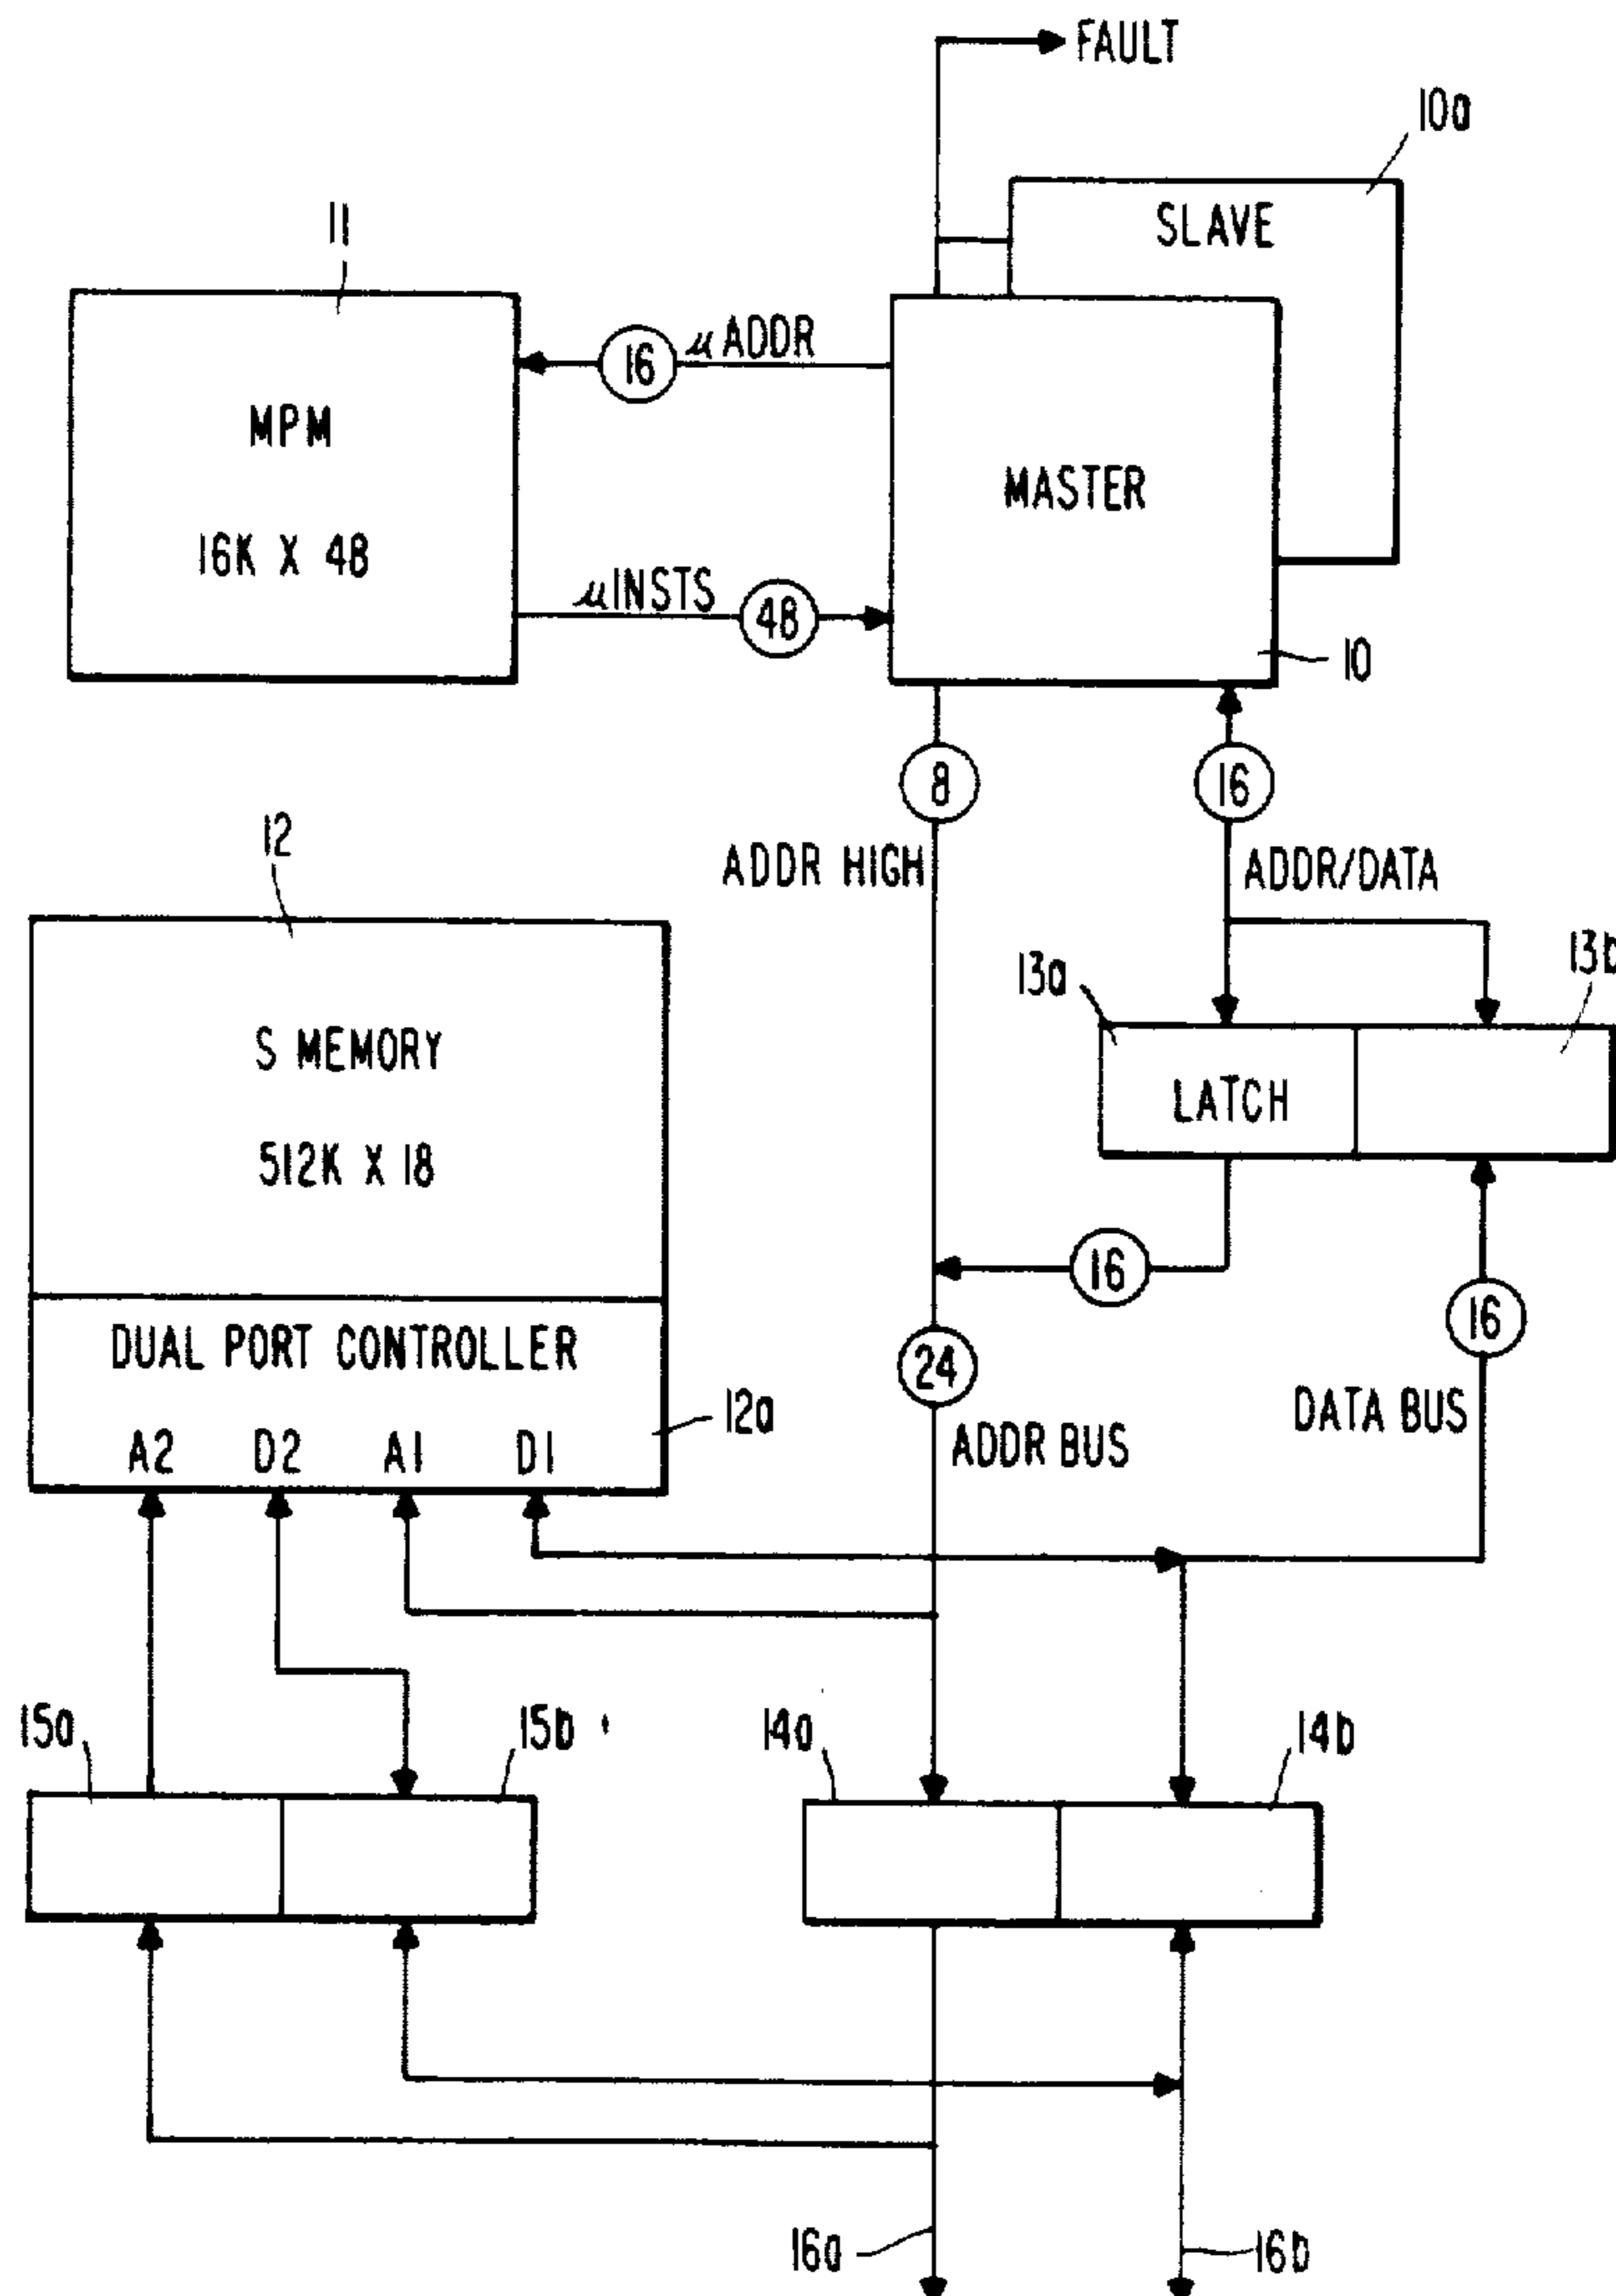 FAULT
10a
SLAVE
11
16
µADDR
MPM
MASTER
16K X 48
µINSTS
48
10
8
16
12
ADDR HIGH
ADDR/DATA
13a
13b
S MEMORY
LATCH
512K X 18
16
16
DUAL PORT CONTROLLER
24
12a
DATA BUS
A2 D2 A1 D1
ADDR BUS
15a
15b
14a
14b
16a
16b